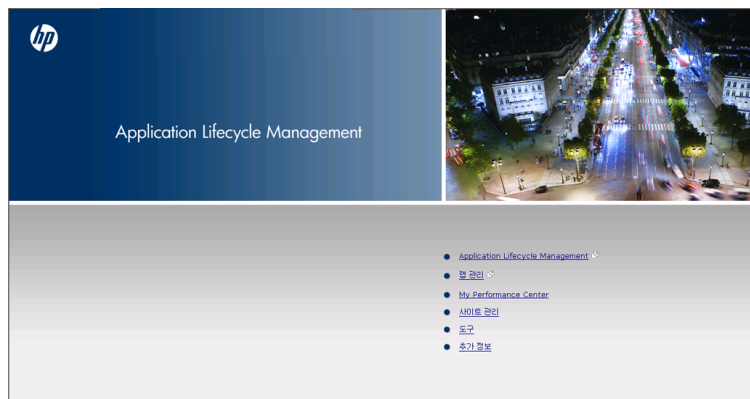 hp
Application Lifecycle Management
Application Lifecycle Management
랩 관리
My Performance Center
사이트 관리
도구
추가 정보